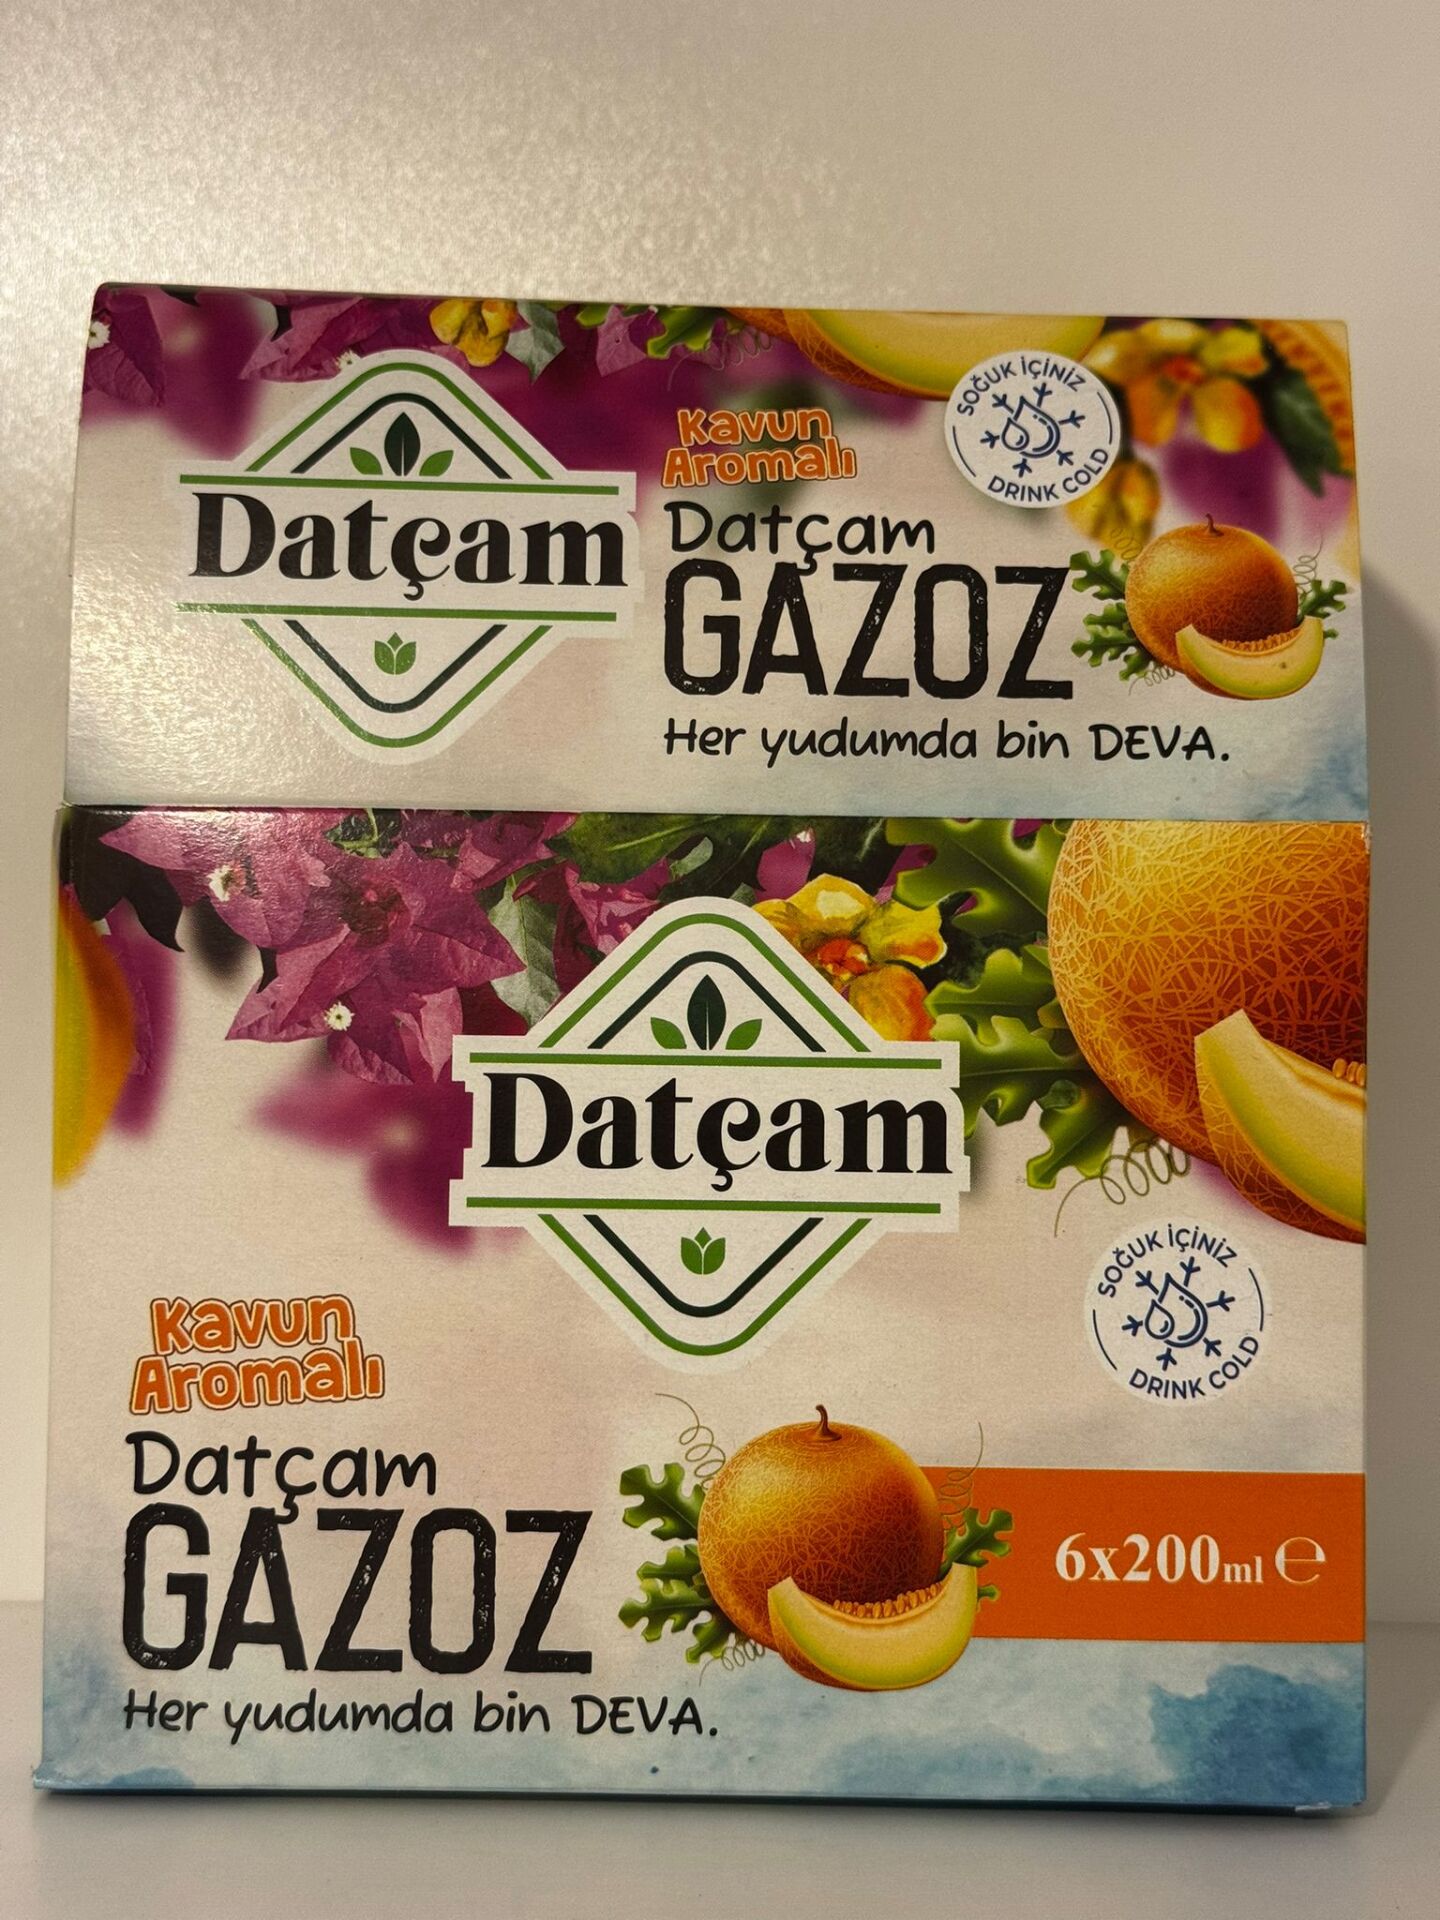 SOĞUK İÇİNİZ
DRINK COLD
Kavun
Aromalı
Datçam
Datçam
GAZOZ
Her yudumda bin DEVA.
Datçam
SOĞUK İÇİNİZ
DRINK COLD
Kavun
Aromalı
Datçam
GAZOZ
6x200ml ℮
Her yudumda bin DEVA.